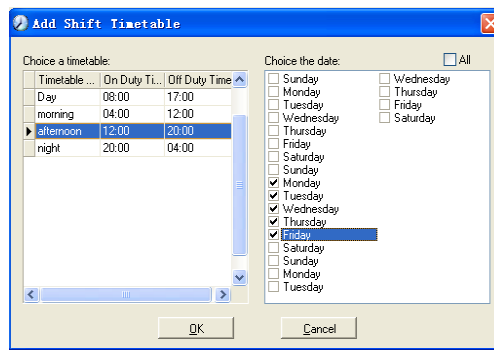 Add Shift Timetable
Choice a timetable:
Timetable ... On Duty Ti... Off Duty Time
Day 08:00 17:00
morning 04:00 12:00
afternoon 12:00 20:00
night 20:00 04:00
Choice the date:
All
Sunday
Monday
Tuesday
Wednesday
Thursday
Friday
Saturday
Sunday
Monday
Tuesday
Wednesday
Thursday
Friday
Saturday
Sunday
Monday
Tuesday
Wednesday
Thursday
Friday
Saturday
OK
Cancel